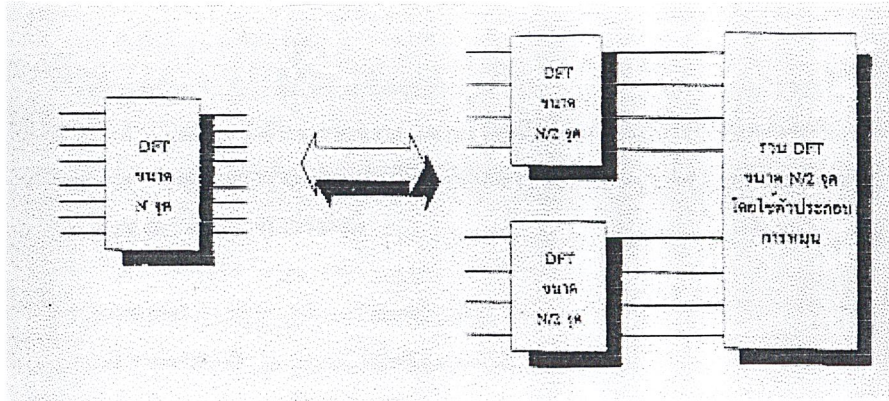 DFT
ขนาด
N จุด
DFT
ขนาด
N/2 จุด
DFT
ขนาด
N/2 จุด
รวม DFT
ขนาด N/2 จุด
โดยใช้ตัวประกอบ
การหมุน